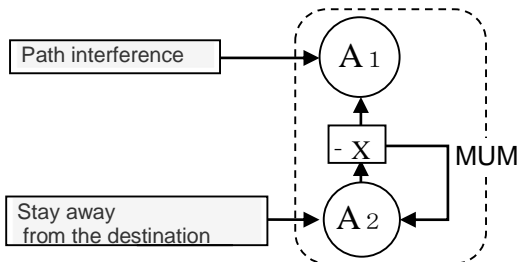 Path interference
A1
- X
MUM
Stay away
from the destination
A2